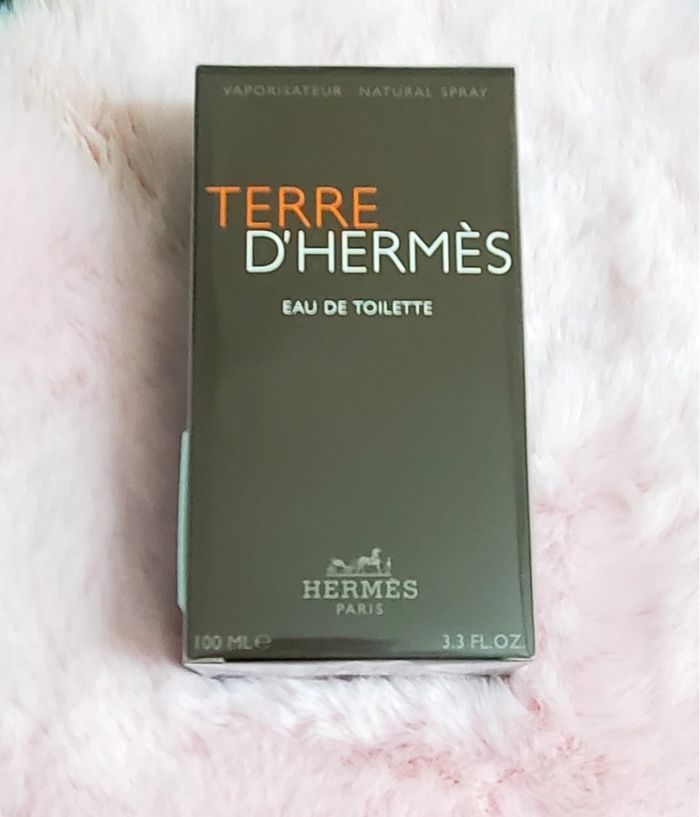 VAPORISATEUR NATURAL SPRAY
TERRE
D'HERMÈS
EAU DE TOILETTE
HERMÈS
PARIS
100 ML ℮ 3.3 FL.OZ.